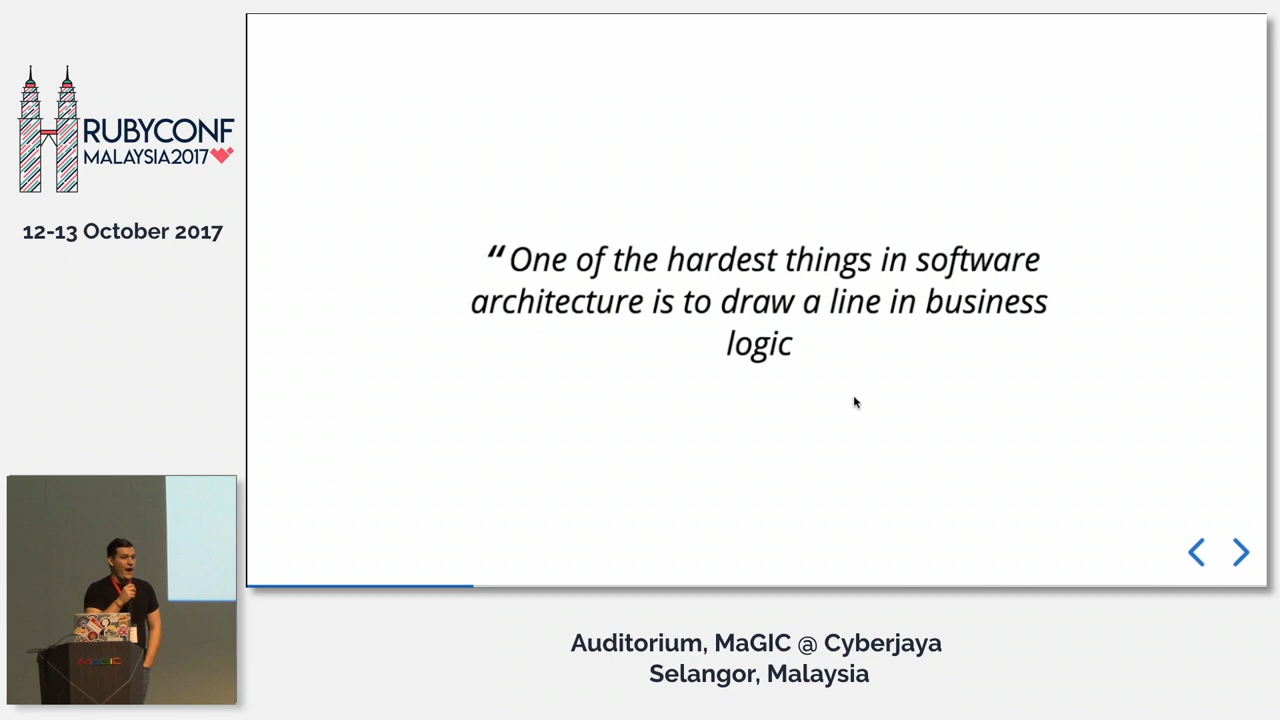 RUBYCONF
MALAYSIA2017
12-13 October 2017
“One of the hardest things in software
architecture is to draw a line in business
logic
MaGIC
Auditorium, MaGIC @ Cyberjaya
Selangor, Malaysia